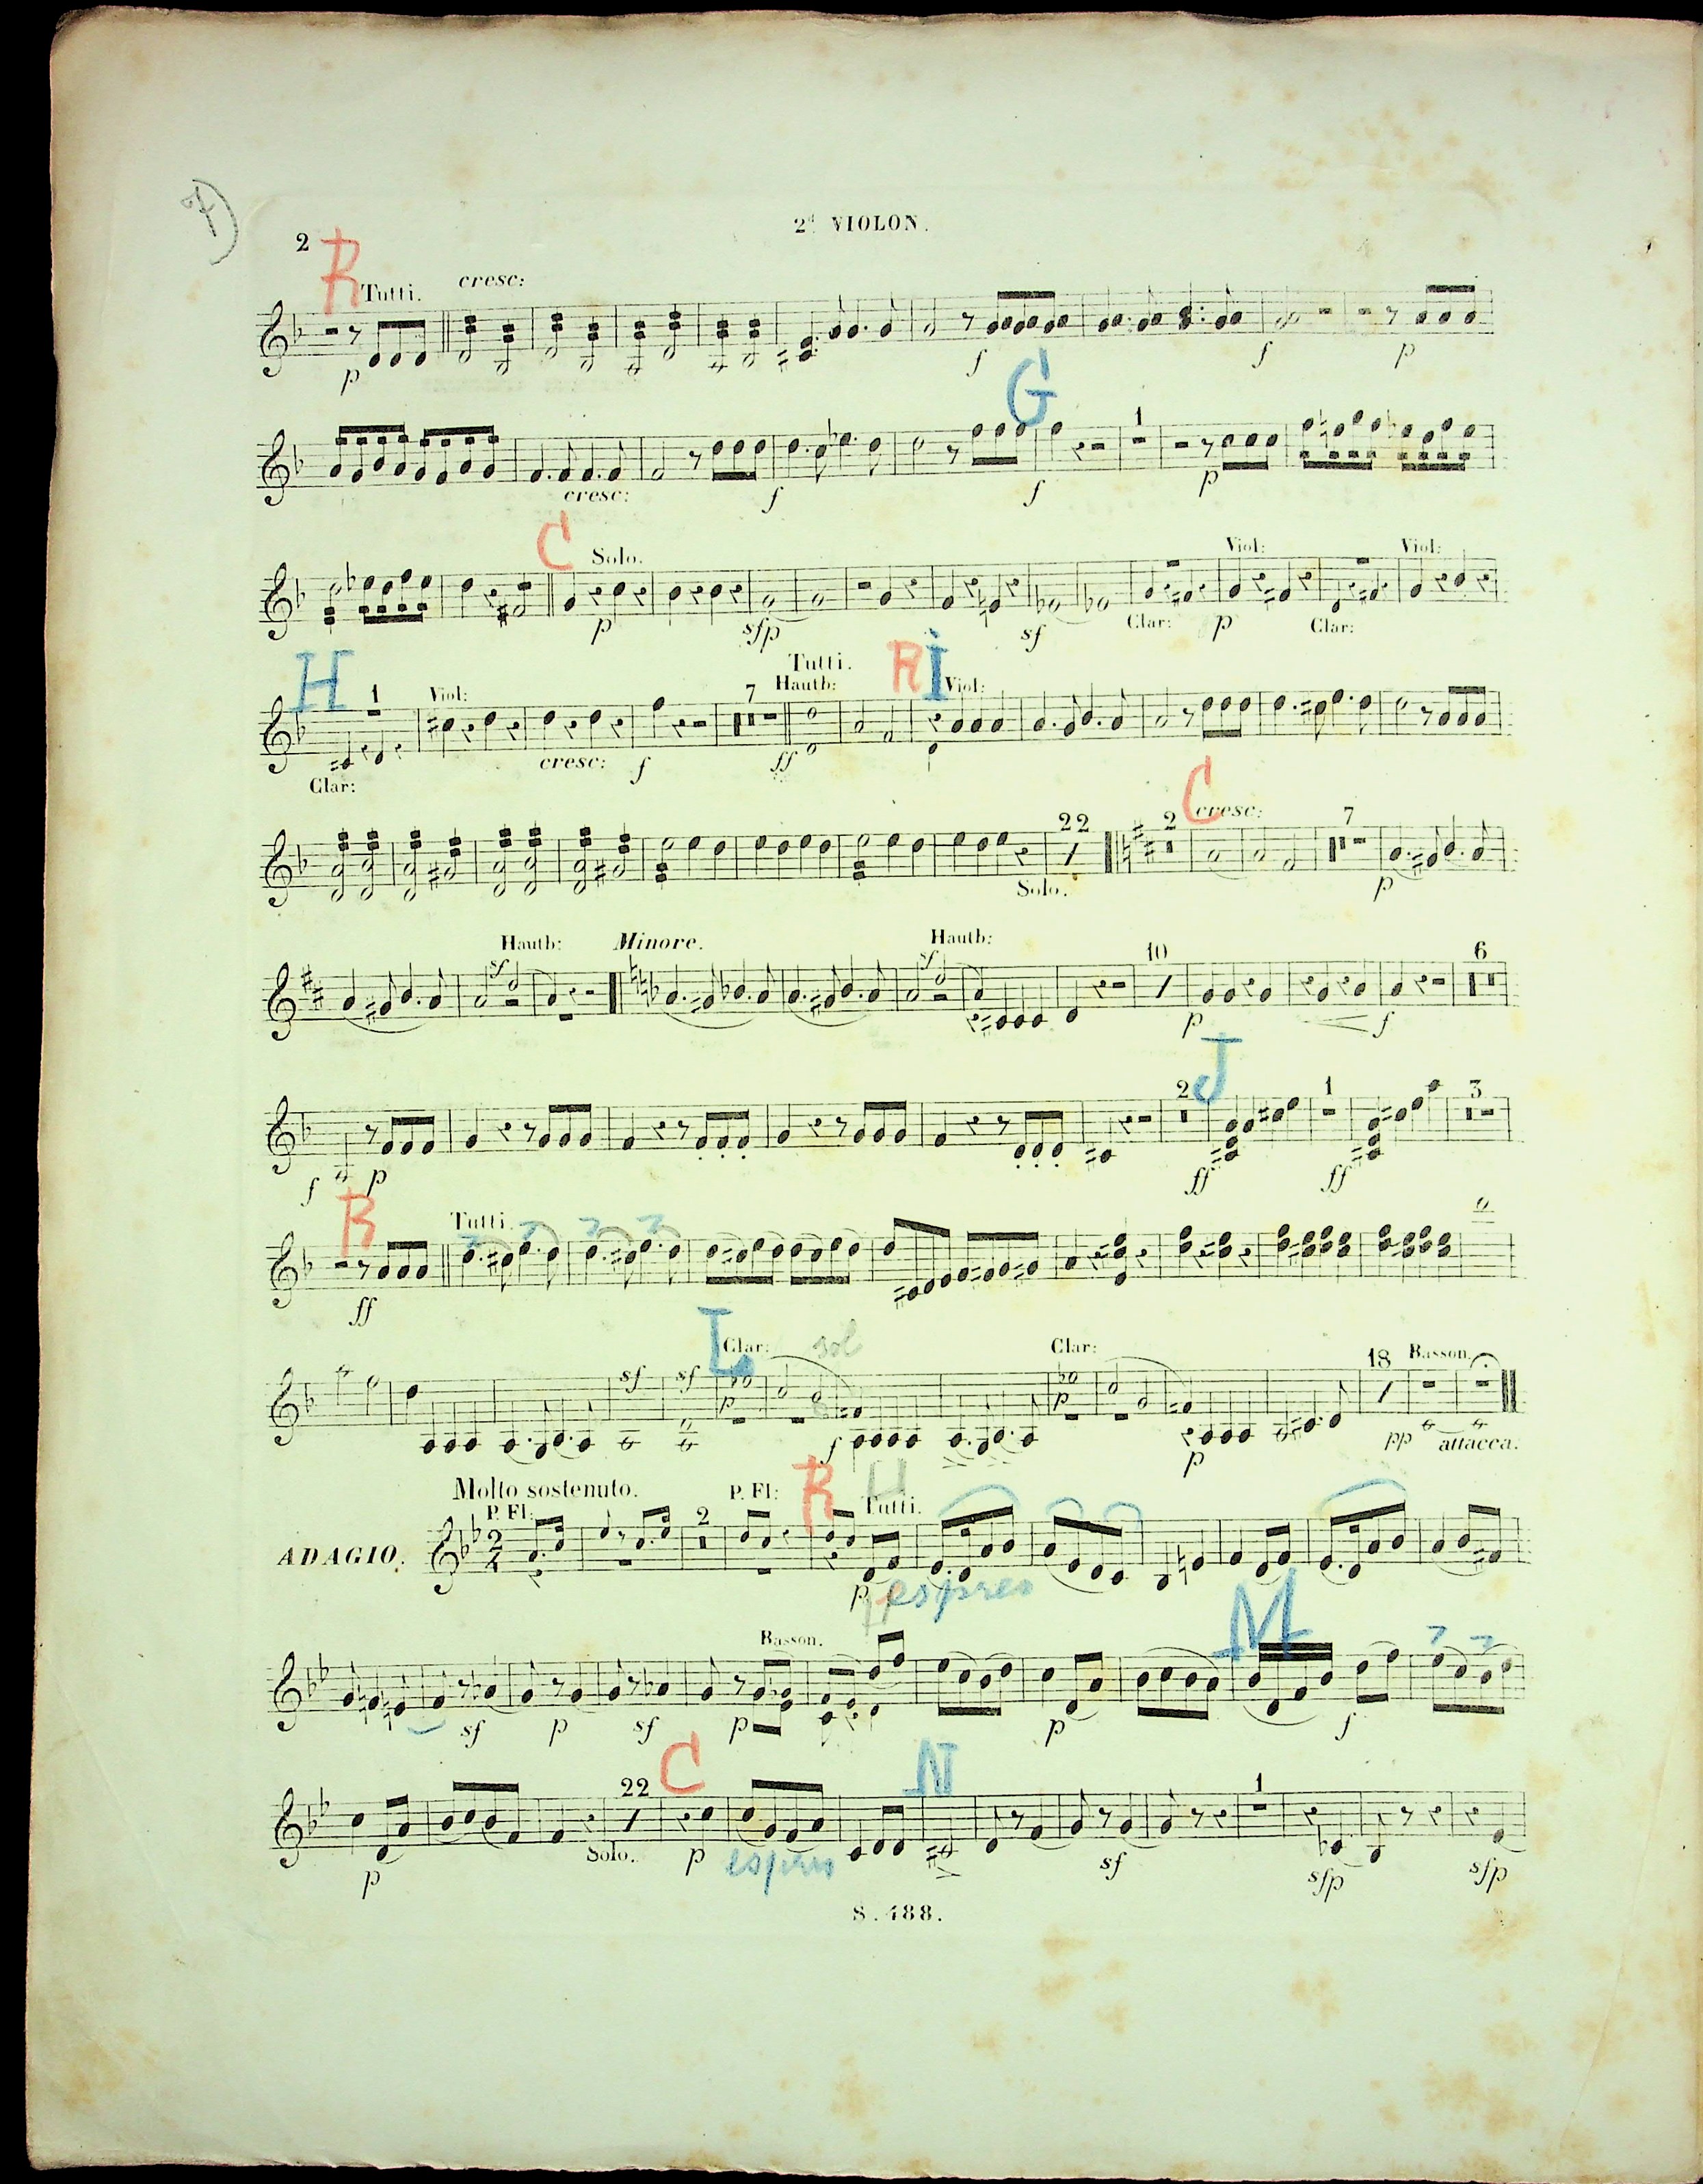 7)
2d VIOLON.
2
R Tutti. cresc:
p f f p
G
1
cresc: f f p
C Solo. Viol: Viol:
p sfp sf Clar: p Clar:
H 1 Viol: 7 Tutti. Hautb: R I Viol:
Clar: cresc: f ff
22 2 C cresc: 7
Solo. p
Hautb: Minore. Hautb: 10 6
sf sf p f
J
2 1 3
f p ff ff
R Tutti.
ff
L Clar: sol Clar: 18 Basson.
sf sf p f p p pp attacca.
Molto sostenuto.
P. Fl: 2 P. Fl: R Tutti.
ADAGIO. 2/4
p espres
M
Basson.
sf p sf p p f
22 C N 1
p Solo. p espres sf sfp sfp
S. 488.